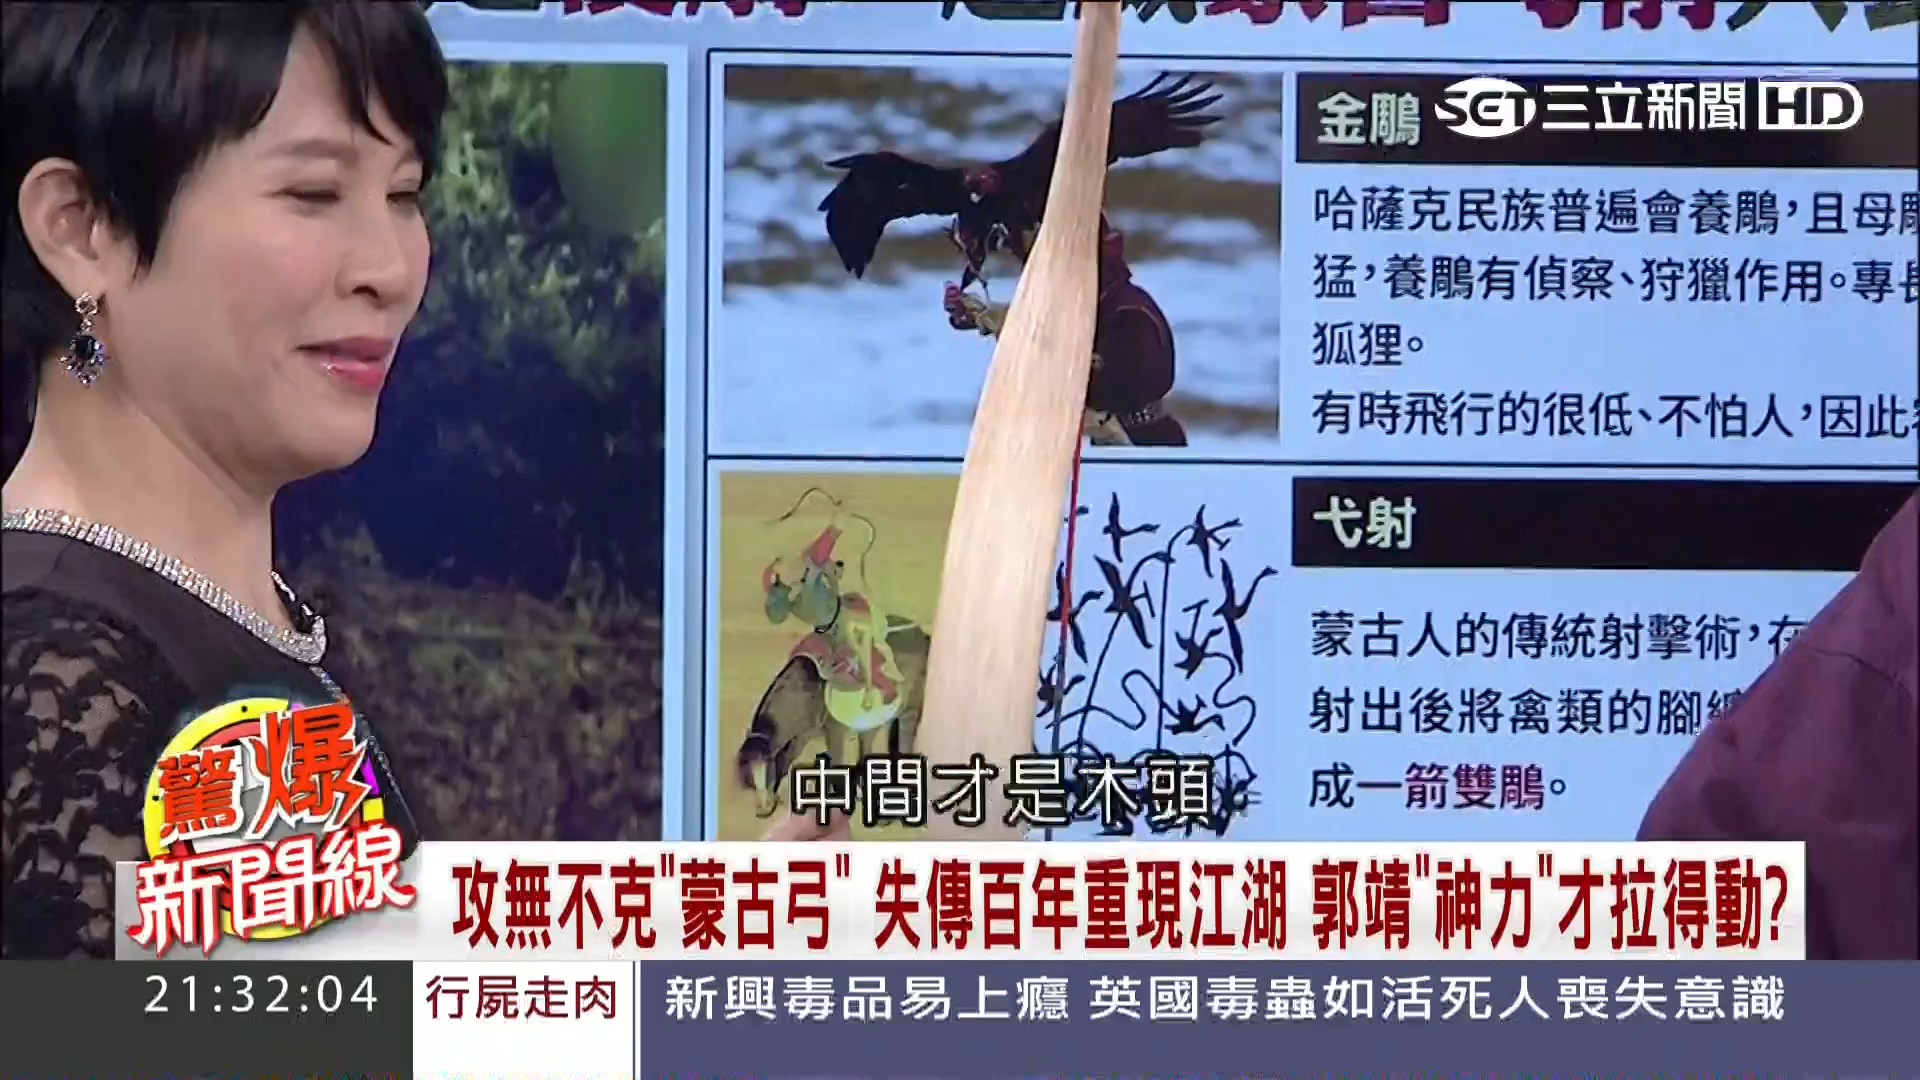 金鵰
SET三立新聞HD
哈薩克民族普遍會養鵰,且母鵰
猛,養鵰有偵察、狩獵作用。專長
狐狸。
有時飛行的很低、不怕人,因此
弋射
蒙古人的傳統射擊術,在
射出後將禽類的腳纏
成一箭雙鵰。
中間才是木頭
驚爆
新聞線
攻無不克"蒙古弓" 失傳百年重現江湖 郭靖"神力"才拉得動?
21:32:04
行屍走肉
新興毒品易上癮 英國毒蟲如活死人喪失意識